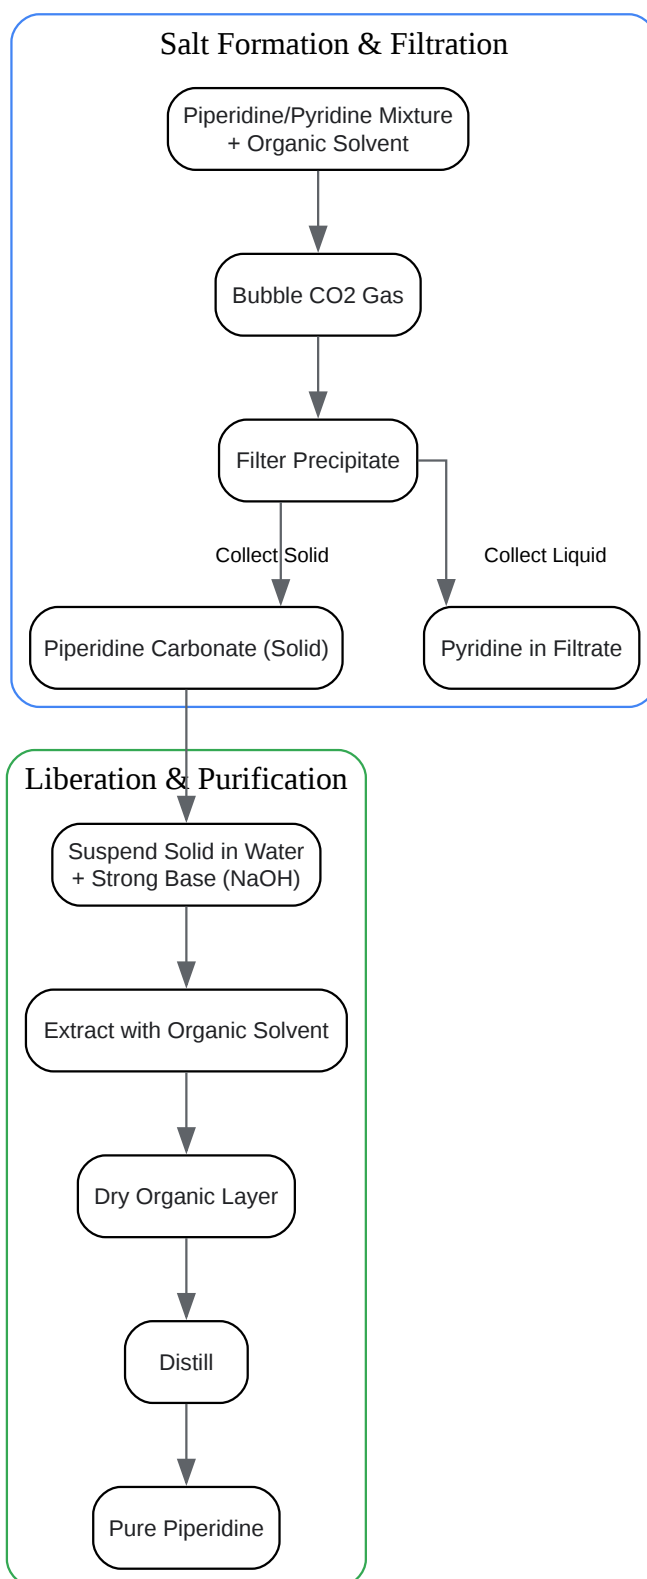 Salt Formation & Filtration
Piperidine/Pyridine Mixture
+ Organic Solvent
Bubble CO2 Gas
Filter Precipitate
Collect Solid
Collect Liquid
Piperidine Carbonate (Solid)
Pyridine in Filtrate
Liberation & Purification
Suspend Solid in Water
+ Strong Base (NaOH)
Extract with Organic Solvent
Dry Organic Layer
Distill
Pure Piperidine